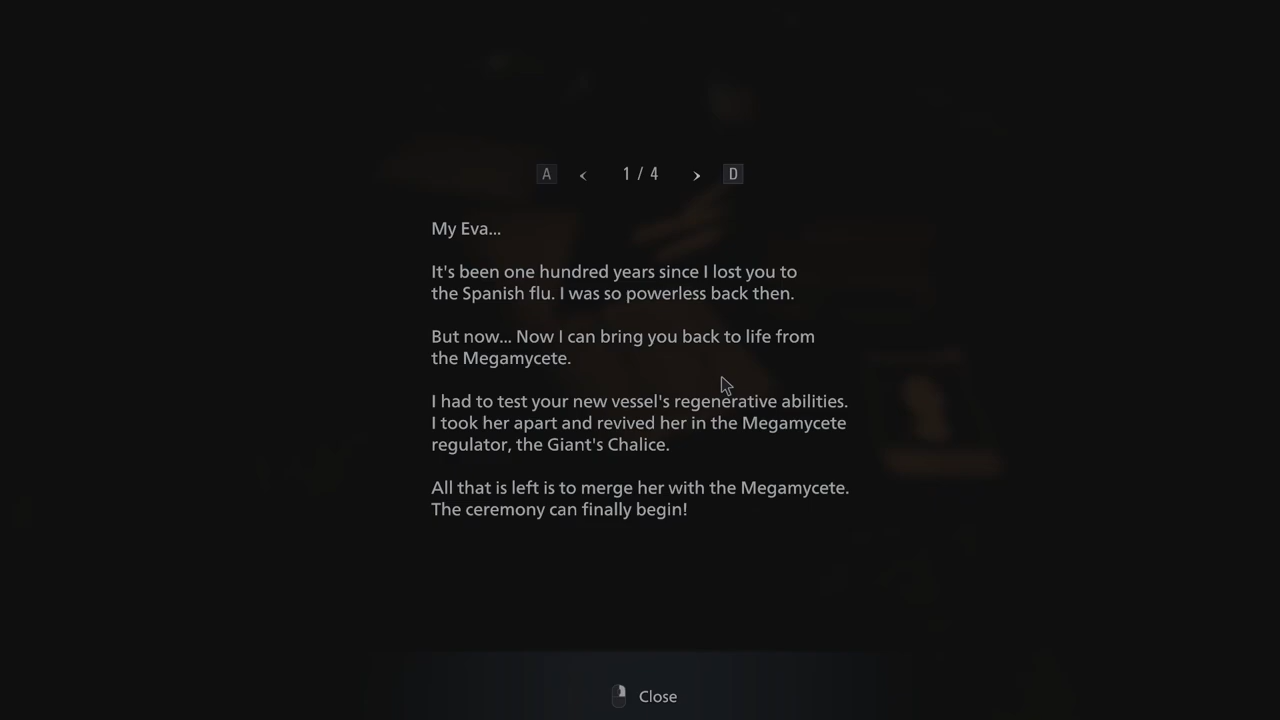 A < 1 / 4 > D
My Eva...
It's been one hundred years since I lost you to
the Spanish flu. I was so powerless back then.
But now... Now I can bring you back to life from
the Megamycete.
I had to test your new vessel's regenerative abilities.
I took her apart and revived her in the Megamycete
regulator, the Giant's Chalice.
All that is left is to merge her with the Megamycete.
The ceremony can finally begin!
Close